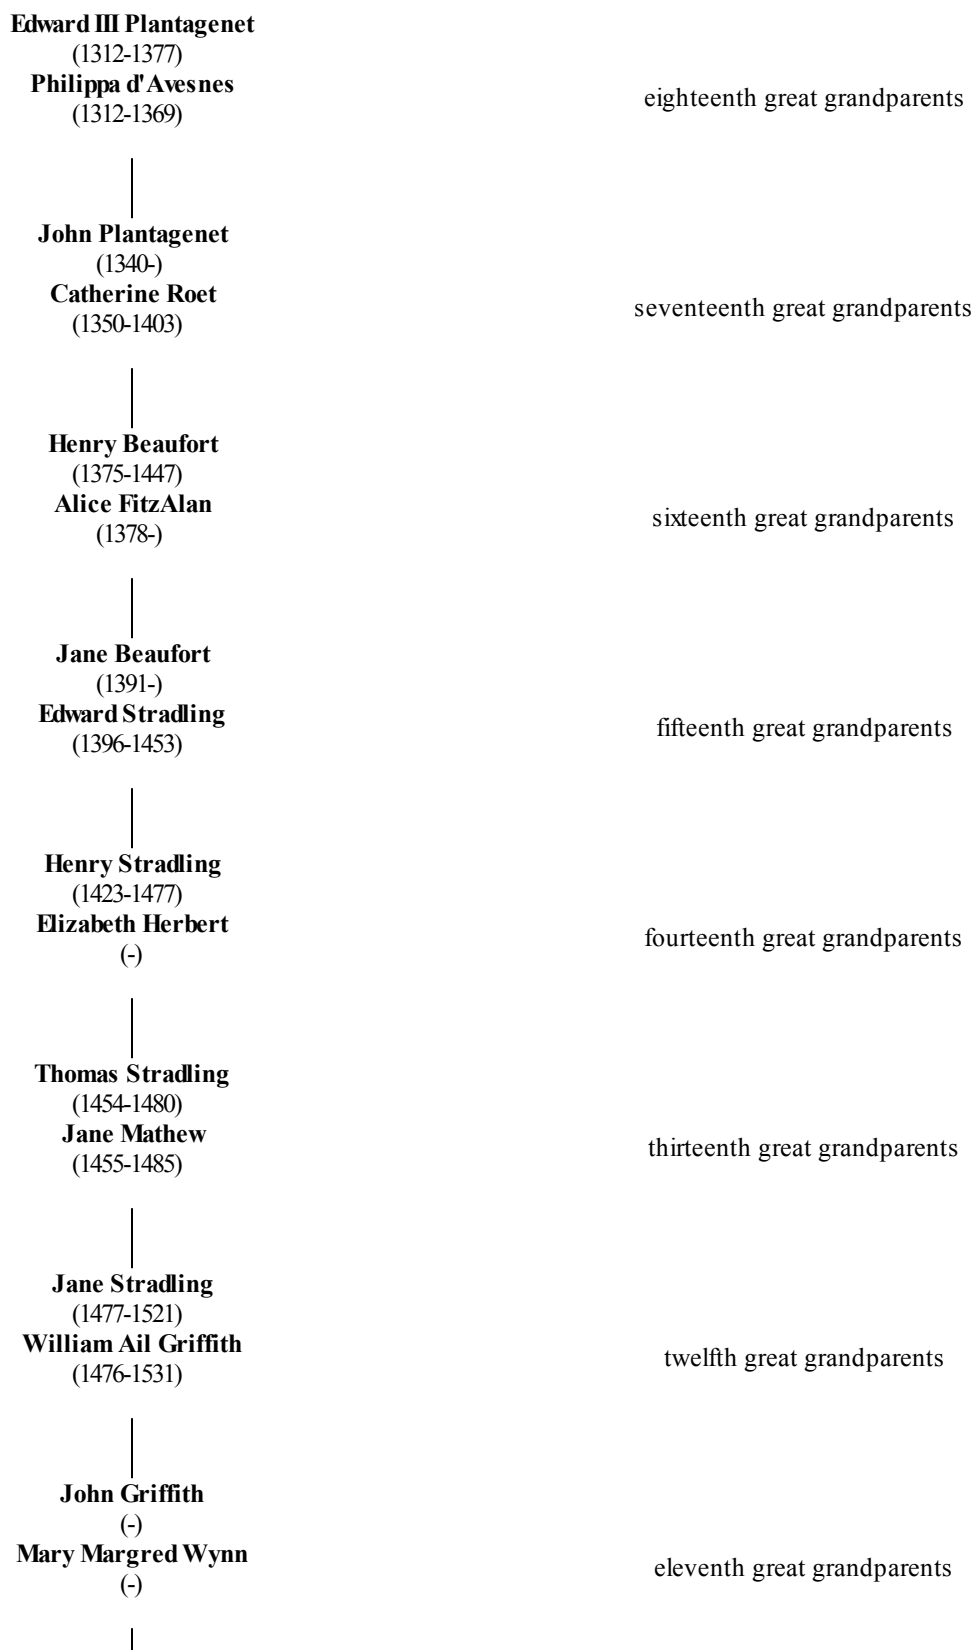 Edward III Plantagenet
(1312-1377)
Philippa d'Avesnes
(1312-1369)
eighteenth great grandparents
John Plantagenet
(1340-)
Catherine Roet
(1350-1403)
seventeenth great grandparents
Henry Beaufort
(1375-1447)
Alice FitzAlan
(1378-)
sixteenth great grandparents
Jane Beaufort
(1391-)
Edward Stradling
(1396-1453)
fifteenth great grandparents
Henry Stradling
(1423-1477)
Elizabeth Herbert
(-)
fourteenth great grandparents
Thomas Stradling
(1454-1480)
Jane Mathew
(1455-1485)
thirteenth great grandparents
Jane Stradling
(1477-1521)
William Ail Griffith
(1476-1531)
twelfth great grandparents
John Griffith
(-)
Mary Margred Wynn
(-)
eleventh great grandparents